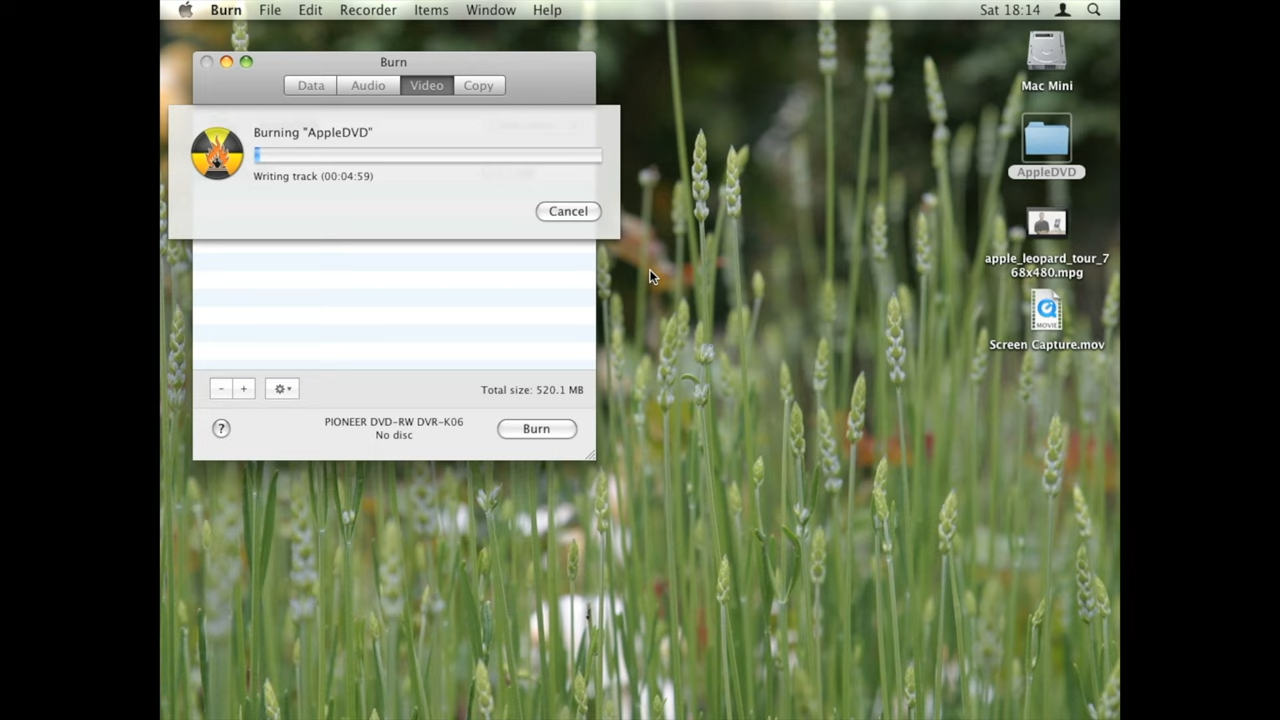 Burn File Edit Recorder Items Window Help Sat 18:14
Burn
Data Audio Video Copy
Burning "AppleDVD"
Writing track (00:04:59)
Cancel
- + Total size: 520.1 MB
? PIONEER DVD-RW DVR-K06
No disc
Burn
Mac Mini
AppleDVD
apple_leopard_tour_7
68x480.mpg
MOVIE
Screen Capture.mov